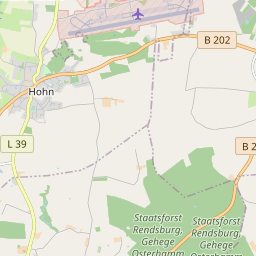 B 202
Hohn
L 39
B 2
Staatsforst
Rendsburg,
Gehege
Osterhamm
Staatsforst
Rendsburg,
Gehege
Osterhamm